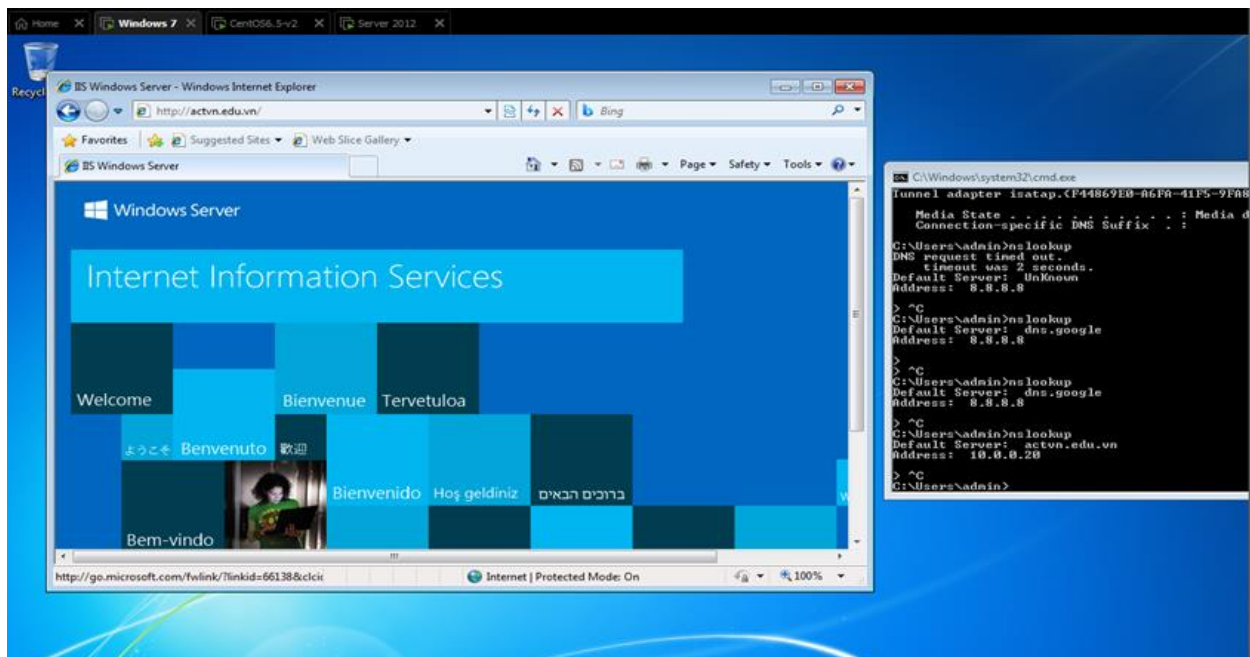 Home
Windows 7
CentOS6.5-v2
Server 2012
Recycl
IIS Windows Server - Windows Internet Explorer
http://actvn.edu.vn/
Bing
Favorites
Suggested Sites
Web Slice Gallery
IIS Windows Server
Page
Safety
Tools
Windows Server
Internet Information Services
Welcome
Bienvenue
Tervetuloa
ようこそ
Benvenuto
歡迎
Bienvenido
Hoş geldiniz
ברוכים הבאים
Bem-vindo
http://go.microsoft.com/fwlink/?linkid=66138&clcid
Internet | Protected Mode: On
100%
C:\Windows\system32\cmd.exe
Tunnel adapter isatap.{F44869E0-A6FA-41F5-9FA8
Media State . . . . . . . . . . . : Media d
Connection-specific DNS Suffix . :
C:\Users\admin>nslookup
DNS request timed out.
timeout was 2 seconds.
Default Server: UnKnown
Address: 8.8.8.8
> ^C
C:\Users\admin>nslookup
Default Server: dns.google
Address: 8.8.8.8
>
> ^C
C:\Users\admin>nslookup
Default Server: dns.google
Address: 8.8.8.8
> ^C
C:\Users\admin>nslookup
Default Server: actvn.edu.vn
Address: 10.0.0.20
> ^C
C:\Users\admin>